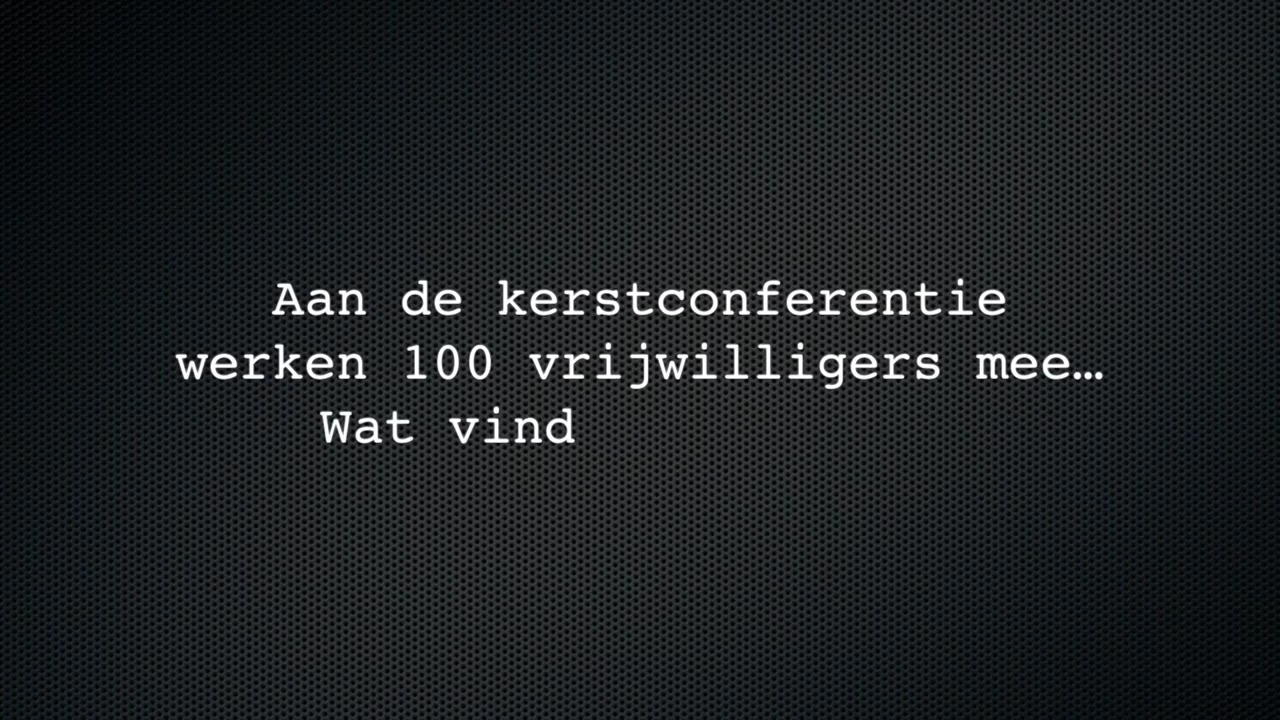 Aan de kerstconferentie
werken 100 vrijwilligers mee…
Wat vind